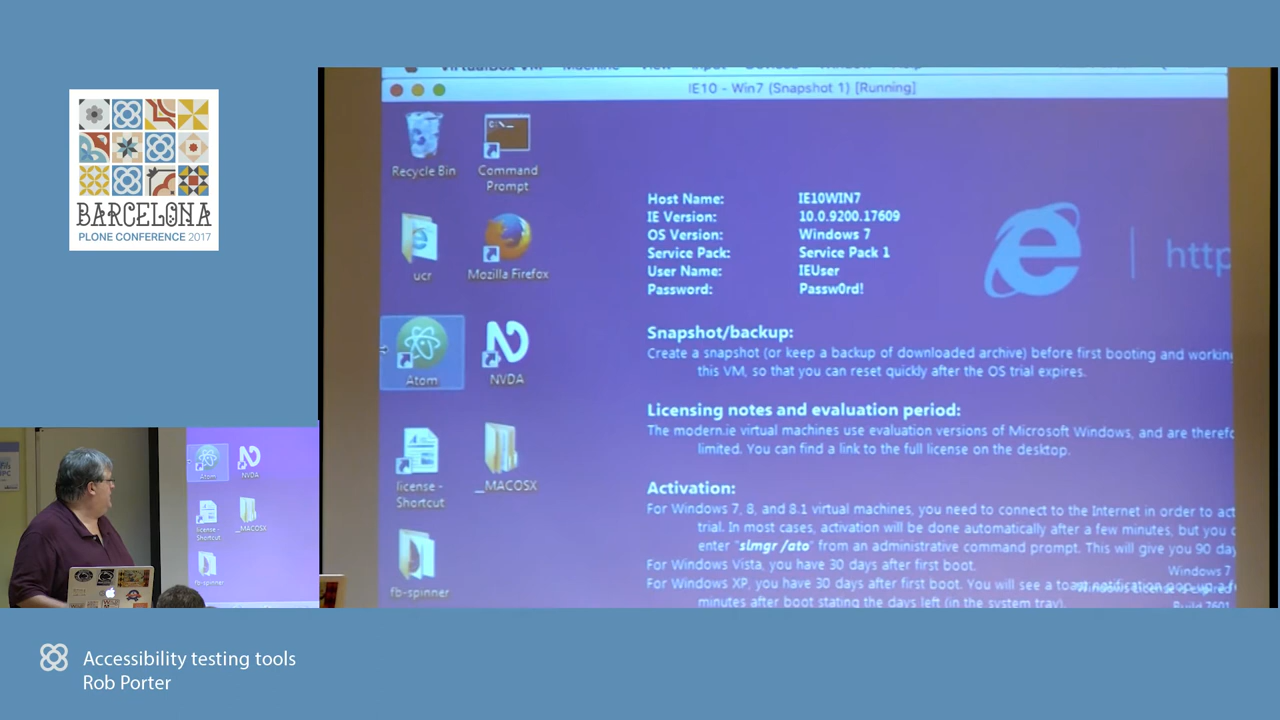 BARCELONA
PLONE CONFERENCE 2017
IE10 - Win7 (Snapshot 1) [Running]
Recycle Bin
Command
Prompt
ucr
Mozilla Firefox
Atom
NVDA
license -
Shortcut
_MACOSX
fb-spinner
Host Name: IE10WIN7
IE Version: 10.0.9200.17609
OS Version: Windows 7
Service Pack: Service Pack 1
User Name: IEUser
Password: Passw0rd!
http
Snapshot/backup:
Create a snapshot (or keep a backup of downloaded archive) before first booting and working
this VM, so that you can reset quickly after the OS trial expires.
Licensing notes and evaluation period:
The modern.ie virtual machines use evaluation versions of Microsoft Windows, and are therefo
limited. You can find a link to the full license on the desktop.
Activation:
For Windows 7, 8, and 8.1 virtual machines, you need to connect to the Internet in order to act
trial. In most cases, activation will be done automatically after a few minutes, but you c
enter "slmgr /ato" from an administrative command prompt. This will give you 90 day
For Windows Vista, you have 30 days after first boot.
For Windows XP, you have 30 days after first boot. You will see a toast notification pop up a f
minutes after boot stating the days left (in the system tray).
Windows 7
Build 7601
Atom
NVDA
license -
Shortcut
_MACOSX
fb-spinner
Accessibility testing tools
Rob Porter